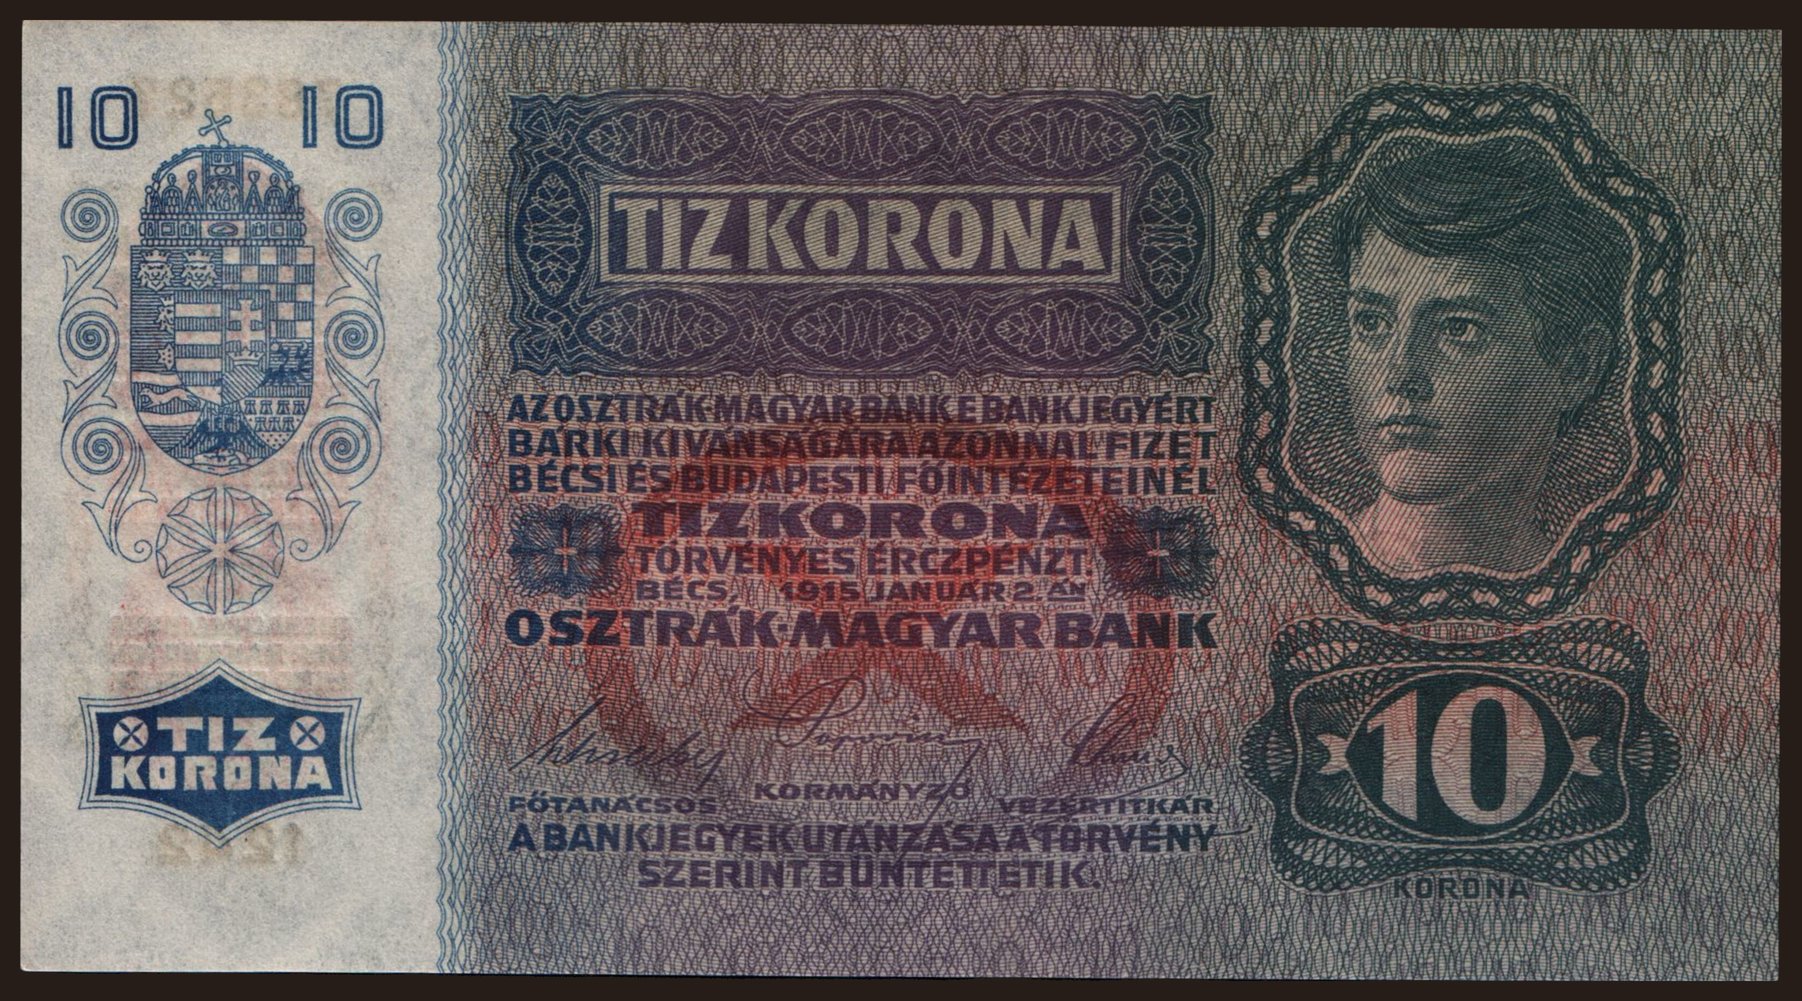 10 10
TIZ KORONA
AZ OSZTRÁK-MAGYAR BANK E BANKJEGYÉRT
BÁRKI KIVÁNSÁGÁRA AZONNAL FIZET
BÉCSI ÉS BUDAPESTI FŐINTÉZETEINÉL
TIZ KORONA
TÖRVÉNYES ÉRCZPÉNZT.
BÉCS, 1915 JANUÁR 2. ÁN
OSZTRÁK-MAGYAR BANK
FŐTANÁCSOS KORMÁNYZÓ VEZÉRTITKÁR
A BANKJEGYEK UTÁNZÁSA A TÖRVÉNY
SZERINT BÜNTETTETIK.
TIZ
KORONA
10
KORONA